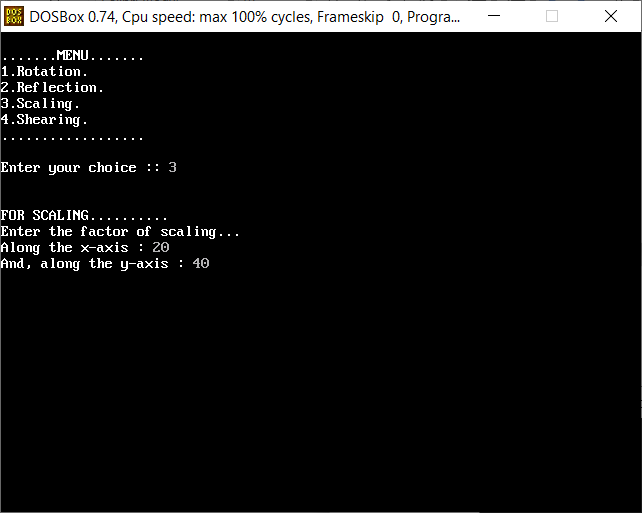 DOS
BOX
DOSBox 0.74, Cpu speed: max 100% cycles, Frameskip  0, Progra...
.......MENU.......
1.Rotation.
2.Reflection.
3.Scaling.
4.Shearing.
..................
Enter your choice :: 3
FOR SCALING..........
Enter the factor of scaling...
Along the x-axis : 20
And, along the y-axis : 40